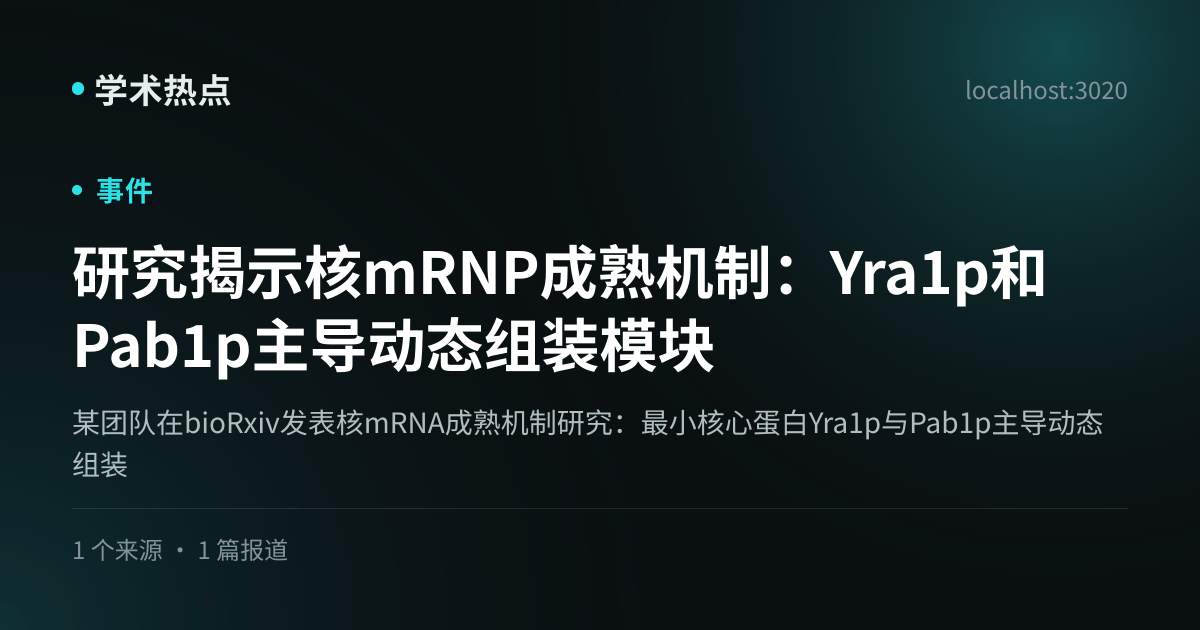 学术热点
localhost:3020
事件
研究揭示核mRNP成熟机制：Yra1p和
Pab1p主导动态组装模块
某团队在bioRxiv发表核mRNA成熟机制研究：最小核心蛋白Yra1p与Pab1p主导动态
组装
1 个来源 · 1 篇报道